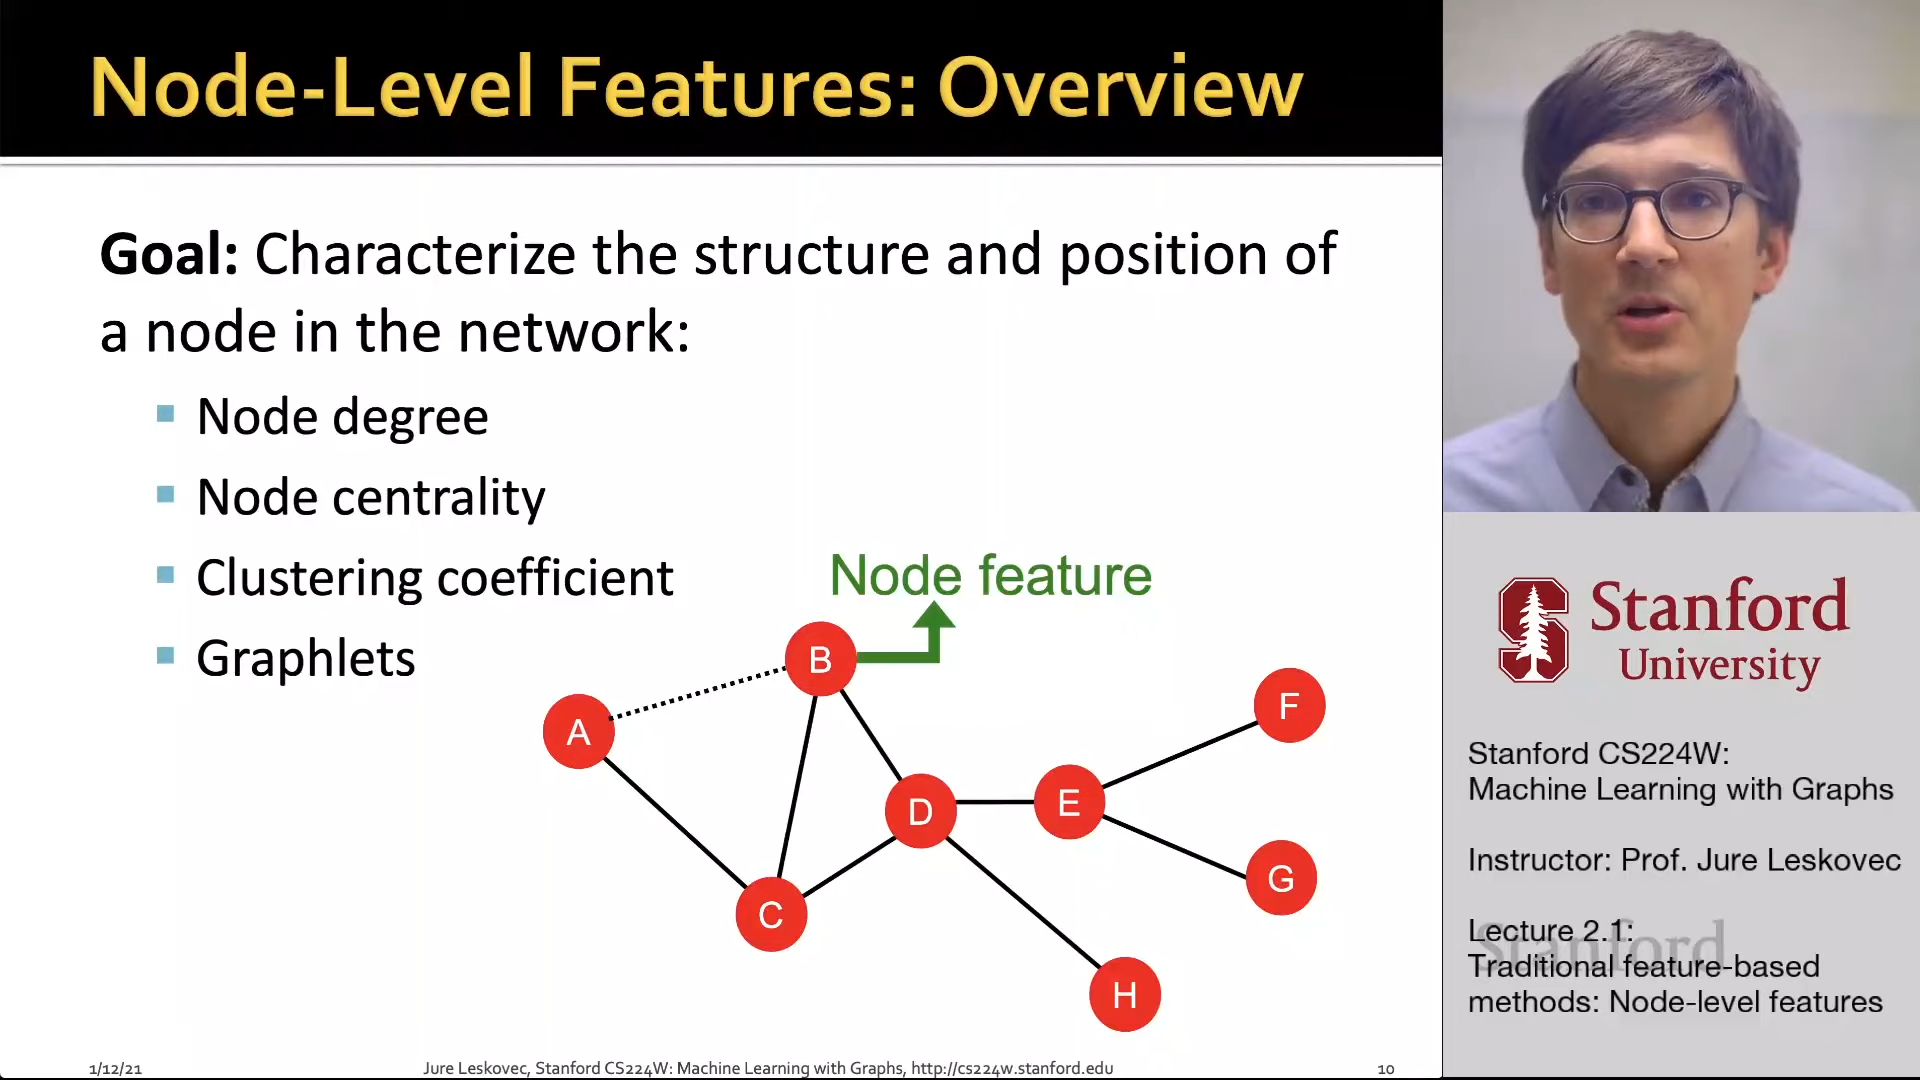 Node-Level Features: Overview
Goal: Characterize the structure and position of
a node in the network:
Node degree
Node centrality
Clustering coefficient
Graphlets
Node feature
B
A
F
D
E
G
C
H
1/12/21
Jure Leskovec, Stanford CS224W: Machine Learning with Graphs, http://cs224w.stanford.edu
10
S
Stanford
University
Stanford CS224W:
Machine Learning with Graphs
Instructor: Prof. Jure Leskovec
Stanford
Lecture 2.1:
Traditional feature-based
methods: Node-level features